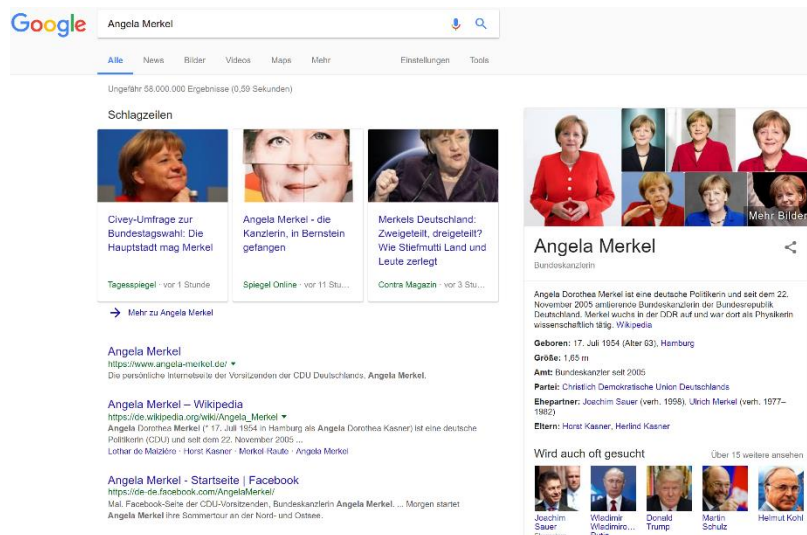 Google
Angela Merkel
Alle News Bilder Videos Maps Mehr Einstellungen Tools
Ungefähr 58.000.000 Ergebnisse (0,59 Sekunden)
Schlagzeilen
Civey-Umfrage zur
Bundestagswahl: Die
Hauptstadt mag Merkel
Tagesspiegel · vor 1 Stunde
Angela Merkel - die
Kanzlerin, in Bernstein
gefangen
Spiegel Online · vor 11 Stu...
Merkels Deutschland:
Zweigeteilt, dreigeteilt?
Wie Stiefmutti Land und
Leute zerlegt
Contra Magazin · vor 3 Stu...
Mehr zu Angela Merkel
Angela Merkel
https://www.angela-merkel.de/
Die persönliche Internetseite der Vorsitzenden der CDU Deutschlands, Angela Merkel.
Angela Merkel – Wikipedia
https://de.wikipedia.org/wiki/Angela_Merkel
Angela Dorothea Merkel (* 17. Juli 1954 in Hamburg als Angela Dorothea Kasner) ist eine deutsche
Politikerin (CDU) und seit dem 22. November 2005 ...
Lothar de Maizière · Horst Kasner · Merkel-Raute · Angela Merkel
Angela Merkel - Startseite | Facebook
https://de-de.facebook.com/AngelaMerkel/
Mal. Facebook-Seite der CDU-Vorsitzenden, Bundeskanzlerin Angela Merkel. ... Morgen startet
Angela Merkel ihre Sommertour an der Nord- und Ostsee.
Mehr Bilder
Angela Merkel
Bundeskanzlerin
Angela Dorothea Merkel ist eine deutsche Politikerin und seit dem 22.
November 2005 amtierende Bundeskanzlerin der Bundesrepublik
Deutschland. Merkel wuchs in der DDR auf und war dort als Physikerin
wissenschaftlich tätig. Wikipedia
Geboren: 17. Juli 1954 (Alter 63), Hamburg
Größe: 1,65 m
Amt: Bundeskanzler seit 2005
Partei: Christlich Demokratische Union Deutschlands
Ehepartner: Joachim Sauer (verh. 1998), Ulrich Merkel (verh. 1977–
1982)
Eltern: Horst Kasner, Herlind Kasner
Wird auch oft gesucht Über 15 weitere ansehen
Joachim
Sauer
Wladimir
Wladimiro...
Putin
Donald
Trump
Martin
Schulz
Helmut Kohl